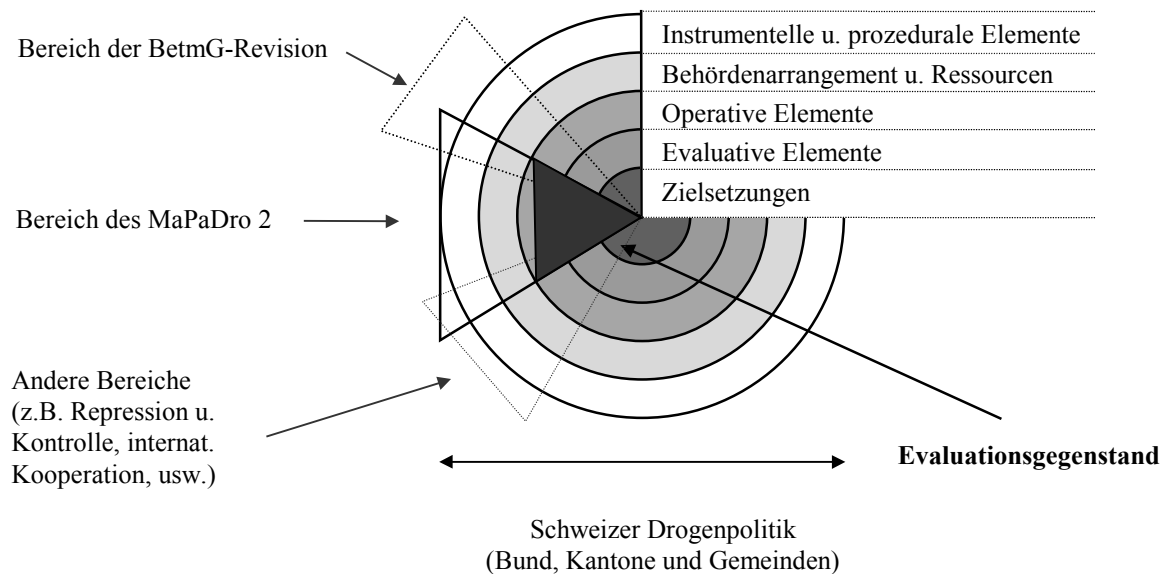 Bereich der BetmG-Revision
Instrumentelle u. prozedurale Elemente
Behördenarrangement u. Ressourcen
Operative Elemente
Evaluative Elemente
Zielsetzungen
Bereich des MaPaDro 2
Andere Bereiche
(z.B. Repression u.
Kontrolle, internat.
Kooperation, usw.)
Evaluationsgegenstand
Schweizer Drogenpolitik
(Bund, Kantone und Gemeinden)